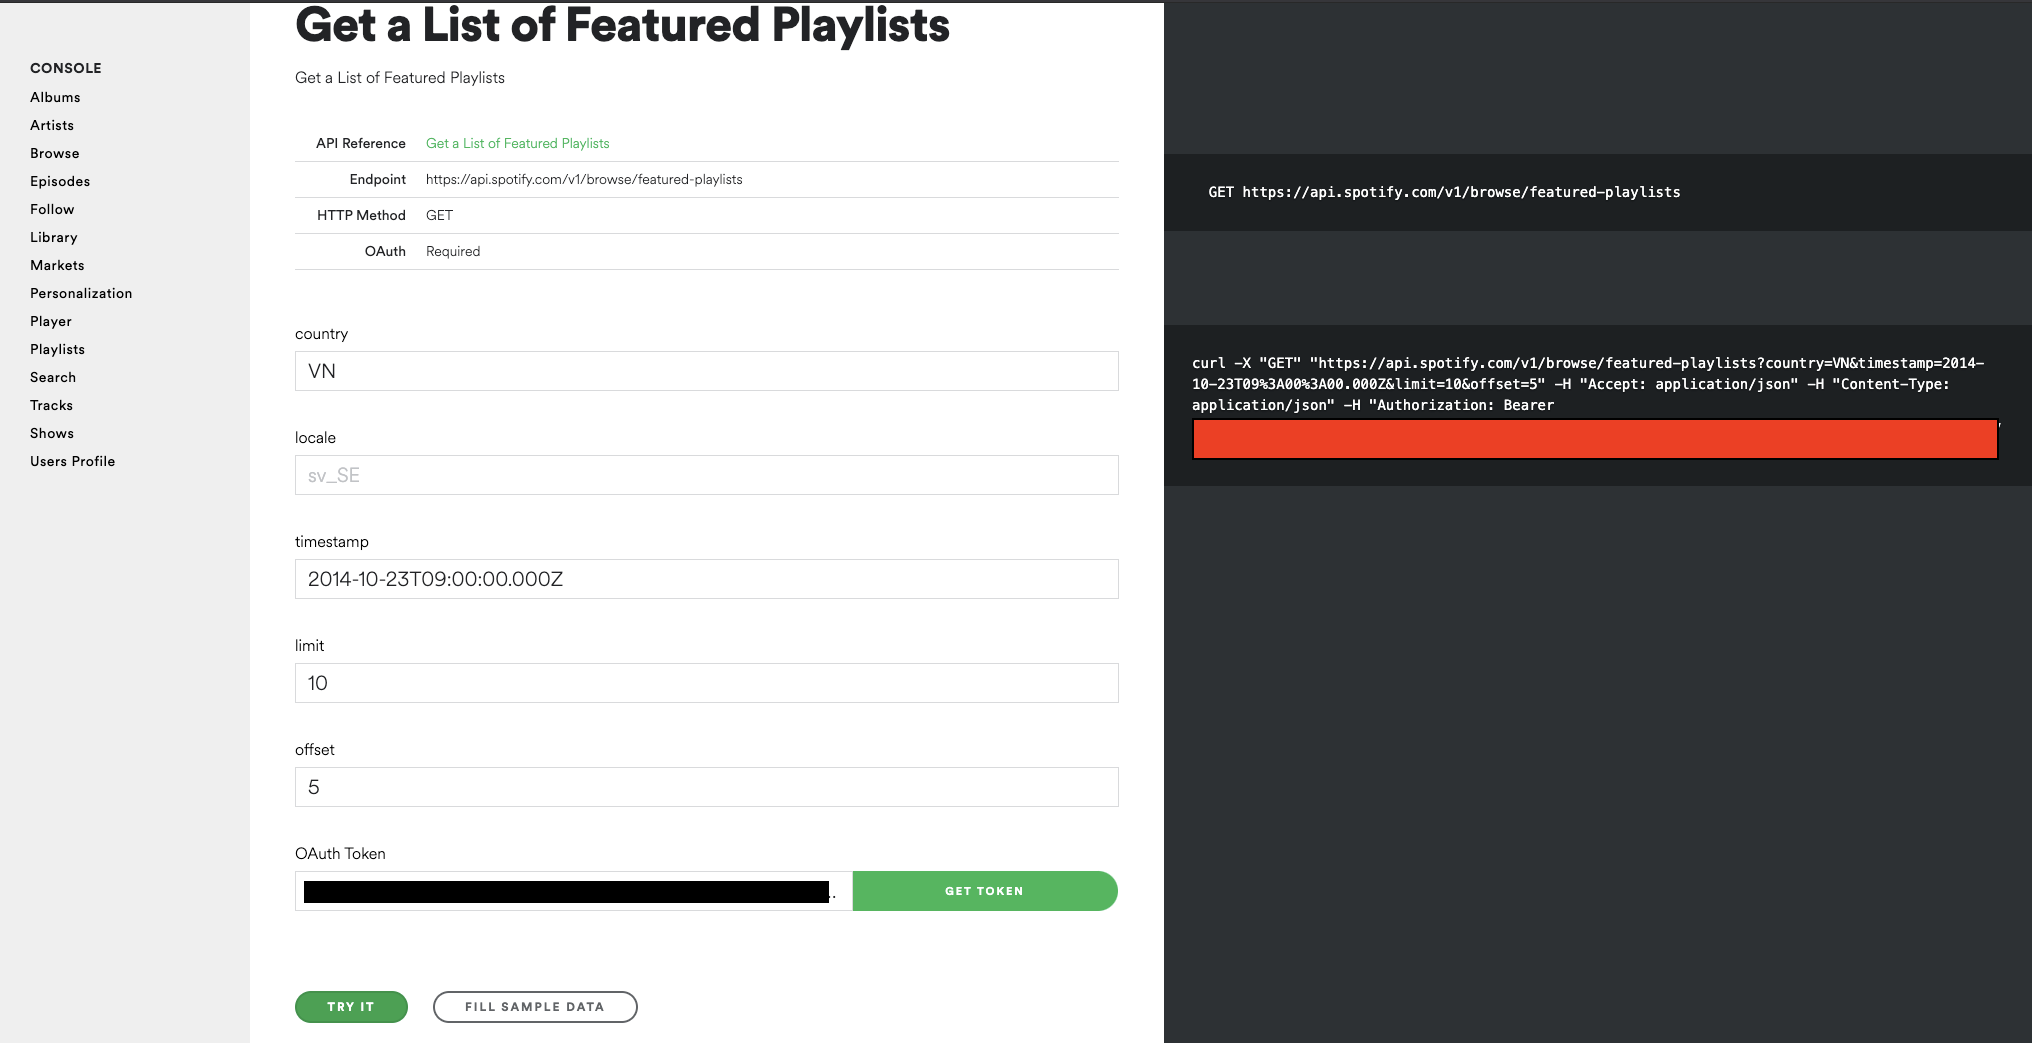 Get a List of Featured Playlists
Get a List of Featured Playlists
CONSOLE
Albums
Artists
Browse
Episodes
Follow
Library
Markets
Personalization
Player
Playlists
Search
Tracks
Shows
Users Profile
API Reference Get a List of Featured Playlists
Endpoint https://api.spotify.com/v1/browse/featured-playlists
HTTP Method GET
OAuth Required
country
VN
locale
sv_SE
timestamp
2014-10-23T09:00:00.000Z
limit
10
offset
5
OAuth Token
GET TOKEN
TRY IT
FILL SAMPLE DATA
GET https://api.spotify.com/v1/browse/featured-playlists
curl -X "GET" "https://api.spotify.com/v1/browse/featured-playlists?country=VN&timestamp=2014-
10-23T09%3A00%3A00.000Z&limit=10&offset=5" -H "Accept: application/json" -H "Content-Type:
application/json" -H "Authorization: Bearer